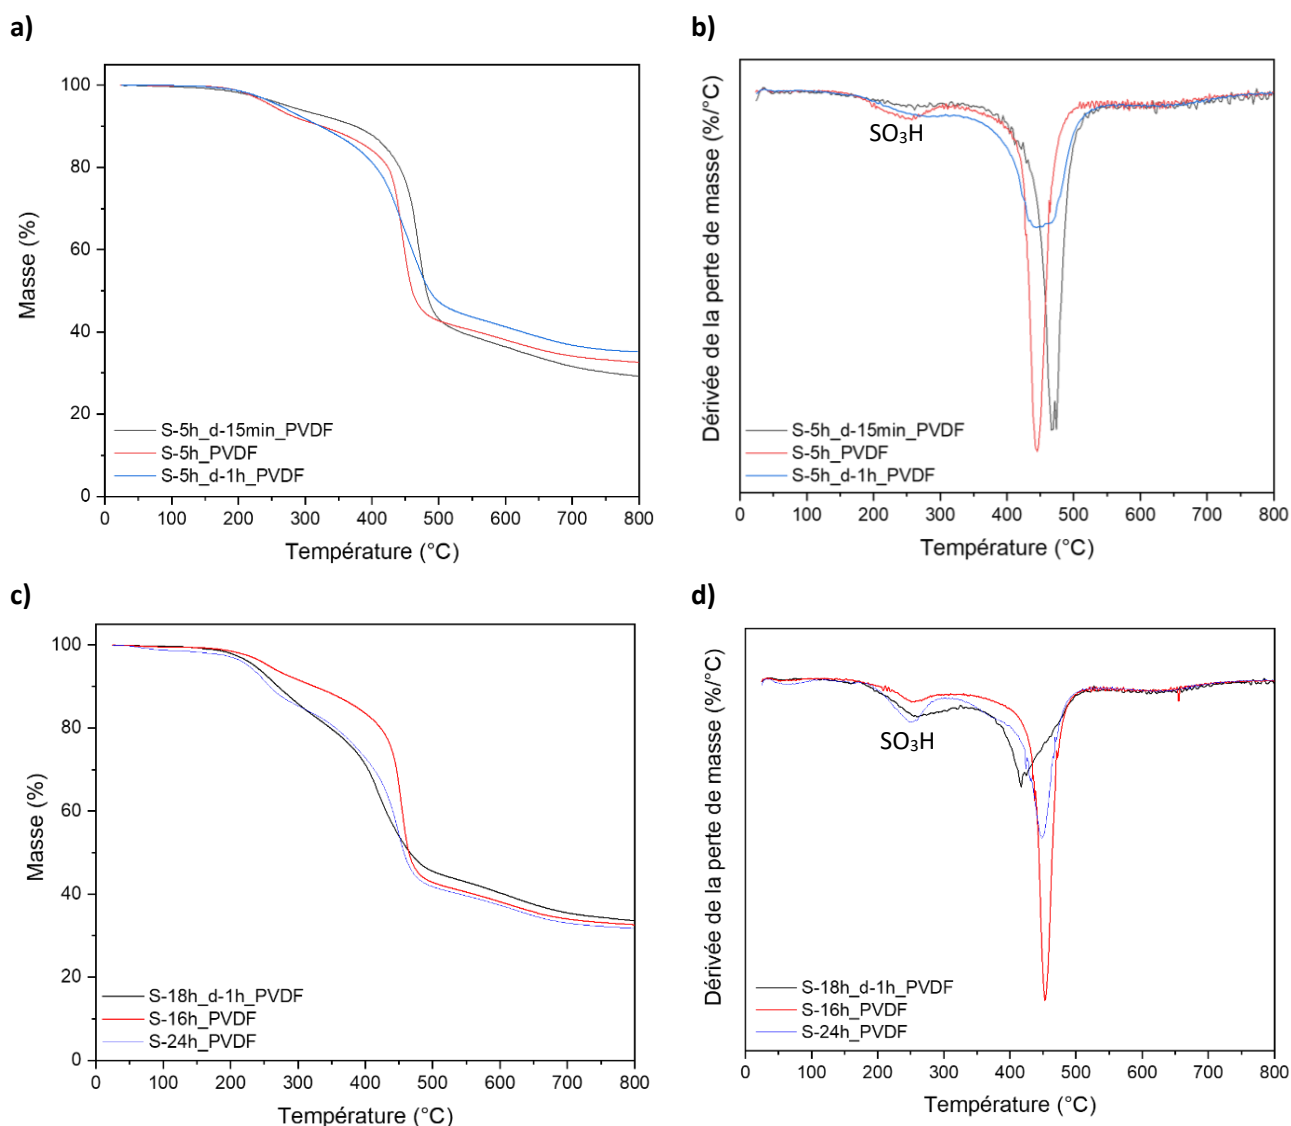 a)
Masse (%)
100
80
60
40
20
0
S-5h_d-15min_PVDF
S-5h_PVDF
S-5h_d-1h_PVDF
0 100 200 300 400 500 600 700 800
Température (°C)
b)
Dérivée de la perte de masse (%/°C)
SO₃H
S-5h_d-15min_PVDF
S-5h_PVDF
S-5h_d-1h_PVDF
0 100 200 300 400 500 600 700 800
Température (°C)
c)
Masse (%)
100
80
60
40
20
0
S-18h_d-1h_PVDF
S-16h_PVDF
S-24h_PVDF
0 100 200 300 400 500 600 700 800
Température (°C)
d)
Dérivée de la perte de masse (%/°C)
SO₃H
S-18h_d-1h_PVDF
S-16h_PVDF
S-24h_PVDF
0 100 200 300 400 500 600 700 800
Température (°C)